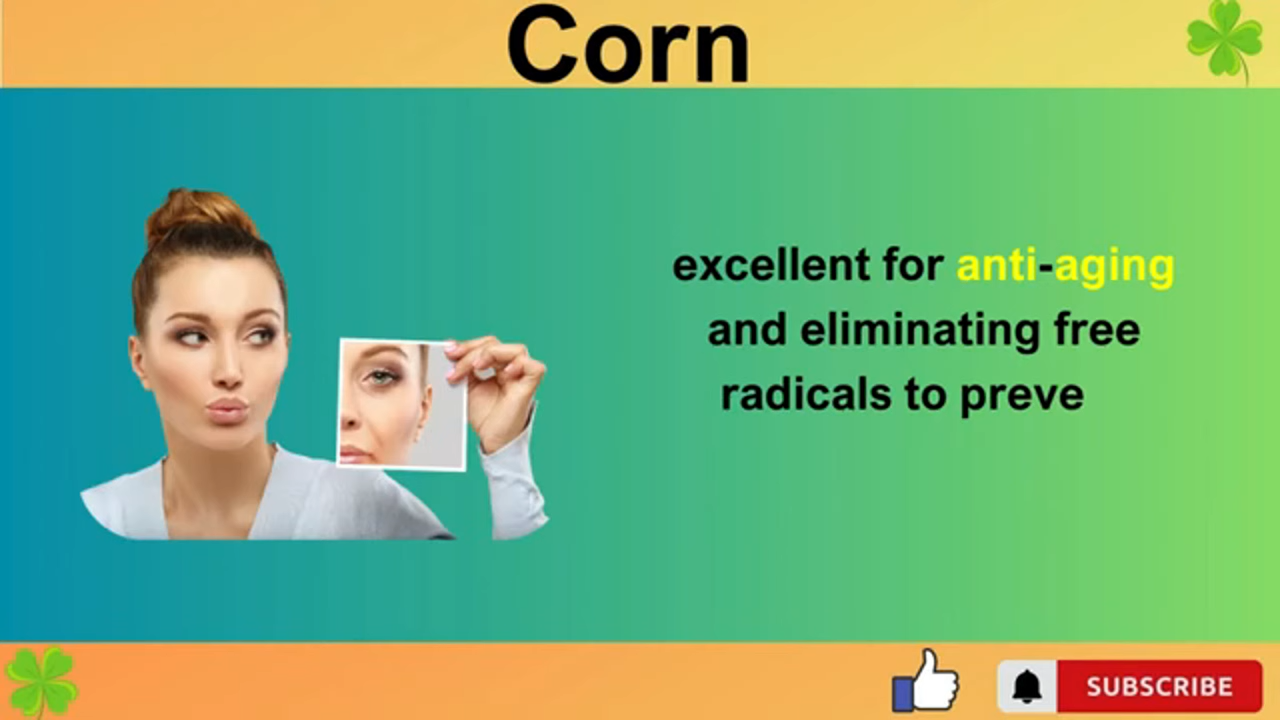 Corn
excellent for anti-aging
and eliminating free
radicals to preve
SUBSCRIBE